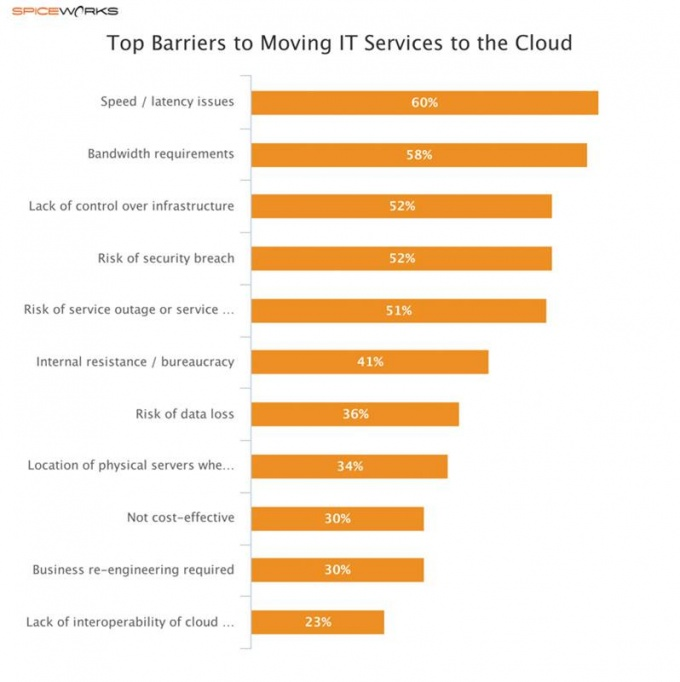 SPICEWORKS
Top Barriers to Moving IT Services to the Cloud
Speed / latency issues 60%
Bandwidth requirements 58%
Lack of control over infrastructure 52%
Risk of security breach 52%
Risk of service outage or service ... 51%
Internal resistance / bureaucracy 41%
Risk of data loss 36%
Location of physical servers whe... 34%
Not cost-effective 30%
Business re-engineering required 30%
Lack of interoperability of cloud ... 23%